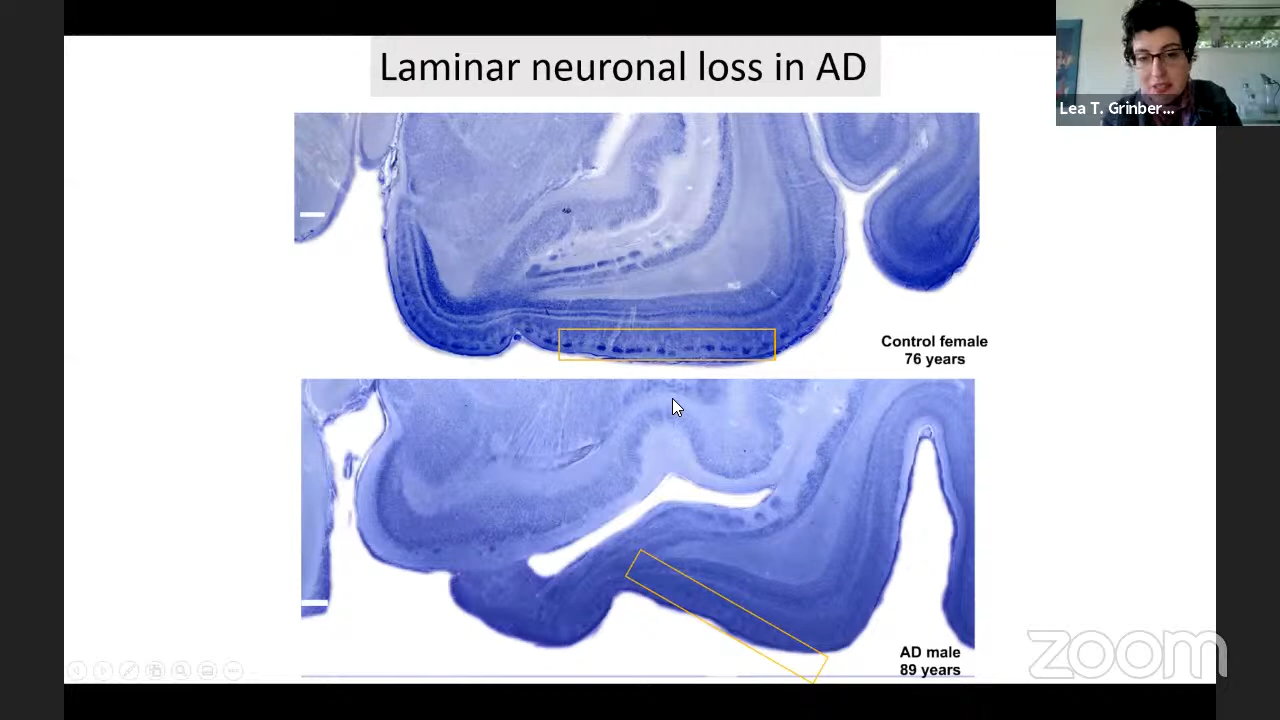 Laminar neuronal loss in AD
Lea T. Grinber...
Control female
76 years
AD male
89 years
zoom